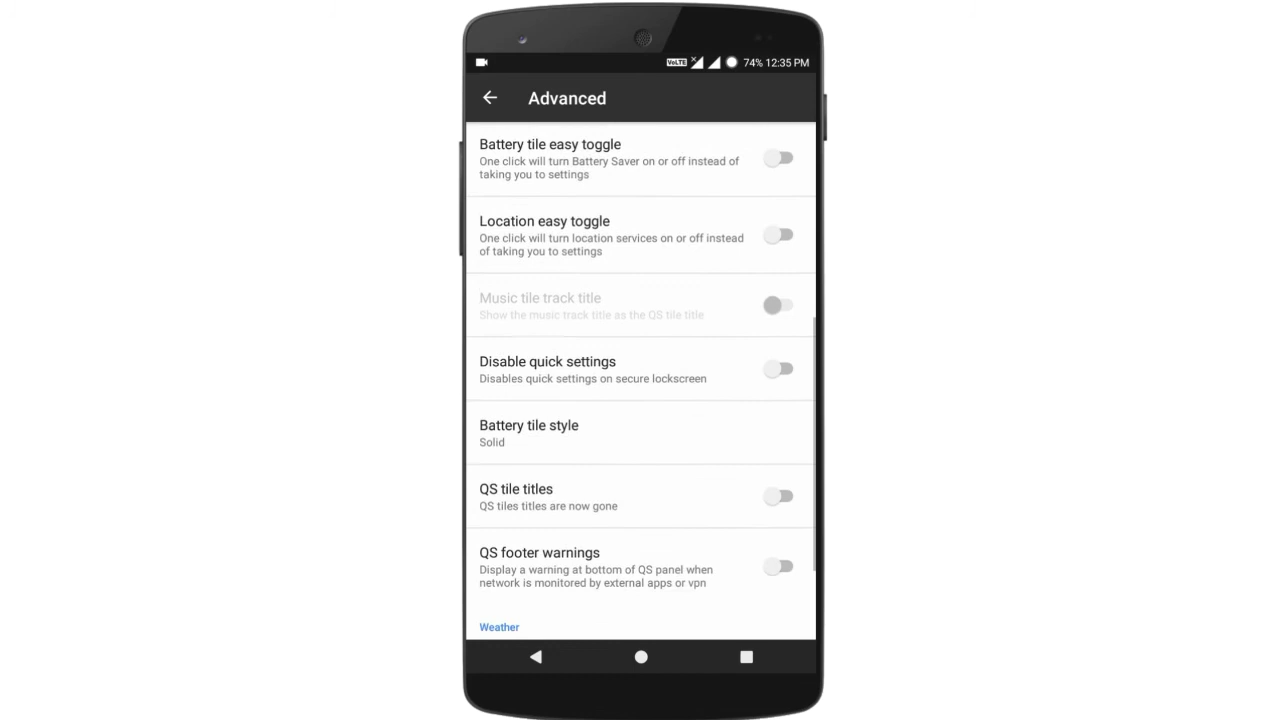 VoLTE 74% 12:35 PM
Advanced
Battery tile easy toggle
One click will turn Battery Saver on or off instead of
taking you to settings
Location easy toggle
One click will turn location services on or off instead
of taking you to settings
Music tile track title
Show the music track title as the QS tile title
Disable quick settings
Disables quick settings on secure lockscreen
Battery tile style
Solid
QS tile titles
QS tiles titles are now gone
QS footer warnings
Display a warning at bottom of QS panel when
network is monitored by external apps or vpn
Weather